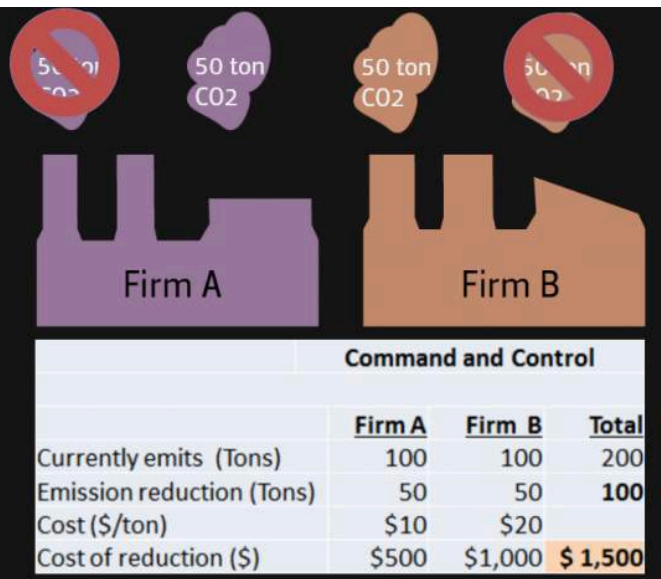 50 ton
CO2
50 ton
CO2
Firm A
Firm B
Command and Control
Firm A Firm B Total
Currently emits (Tons) 100 100 200
Emission reduction (Tons) 50 50 100
Cost ($/ton) $10 $20
Cost of reduction ($) $500 $1,000 $ 1,500